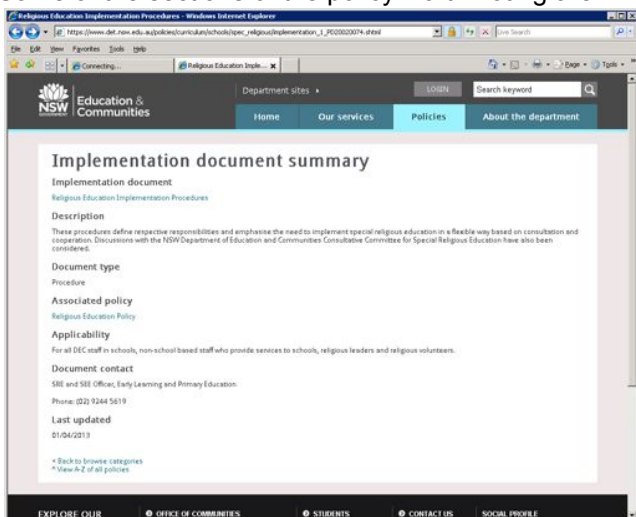 Religious Education Implementation Procedures - Windows Internet Explorer
https://www.det.nsw.edu.au/policies/curriculum/schools/spec_religious/implementation_1_PD20020074.shtml
Live Search
File Edit View Favorites Tools Help
Connecting...
Religious Education Imple...
Page
Tools
NSW
GOVERNMENT
Education &
Communities
Department sites
LOGIN
Search keyword
Home Our services Policies About the department
Implementation document summary
Implementation document
Religious Education Implementation Procedures
Description
These procedures define respective responsibilities and emphasise the need to implement special religious education in a flexible way based on consultation and
cooperation. Discussions with the NSW Department of Education and Communities Consultative Committee for Special Religious Education have also been
considered.
Document type
Procedure
Associated policy
Religious Education Policy
Applicability
For all DEC staff in schools, non-school based staff who provide services to schools, religious leaders and religious volunteers.
Document contact
SRE and SEE Officer, Early Learning and Primary Education
Phone: (02) 9244 5619
Last updated
01/04/2013
< Back to browse categories
^ View A-Z of all policies
EXPLORE OUR OFFICE OF COMMUNITIES STUDENTS CONTACT US SOCIAL PROFILE